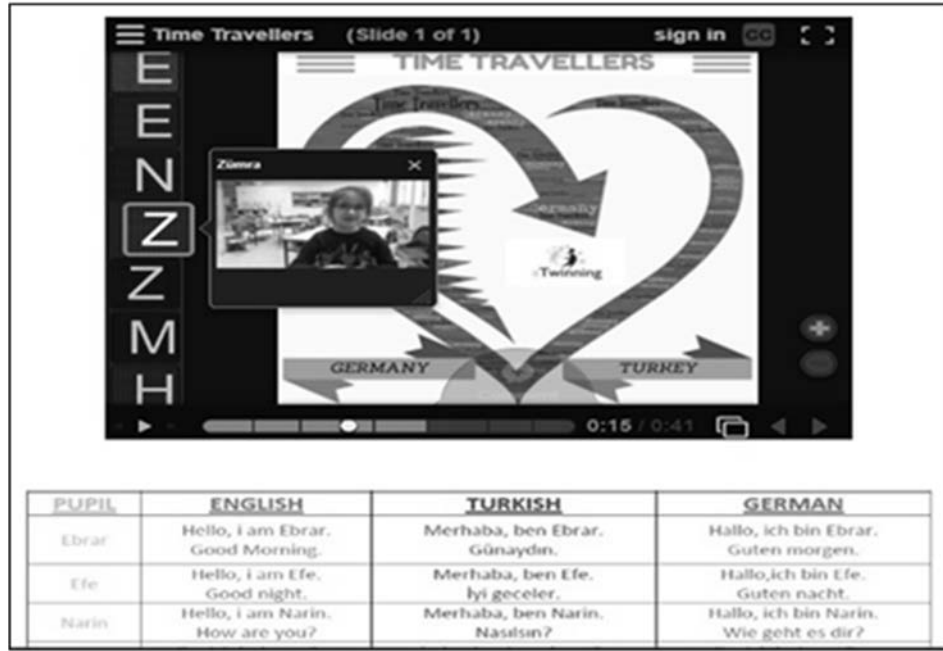 Time Travellers (Slide 1 of 1) sign in CC
TIME TRAVELLERS
E
E
N
Z
Z
M
H
Zümra
Time Travellers
Time Travellers
Germany
eTwinning
GERMANY
TURKEY
0:15 / 0:41
PUPIL ENGLISH TURKISH GERMAN
Ebrar
Hello, i am Ebrar.
Good Morning.
Merhaba, ben Ebrar.
Günaydın.
Hallo, ich bin Ebrar.
Guten morgen.
Efe
Hello, i am Efe.
Good night.
Merhaba, ben Efe.
İyi geceler.
Hallo,ich bin Efe.
Guten nacht.
Narin
Hello, i am Narin.
How are you?
Merhaba, ben Narin.
Nasılsın?
Hallo, ich bin Narin.
Wie geht es dir?